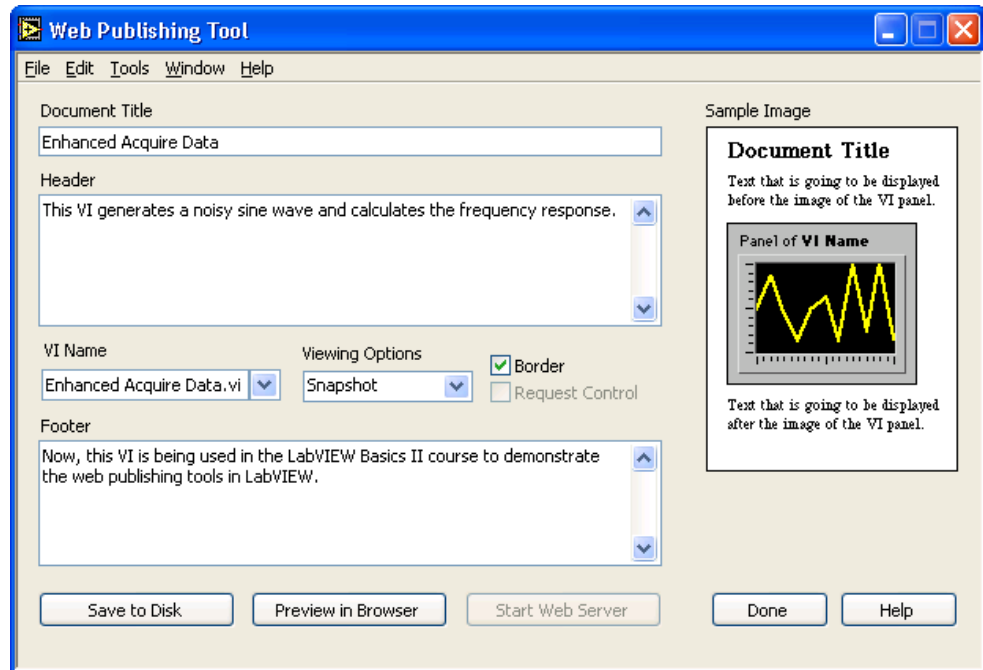 Web Publishing Tool
File Edit Tools Window Help
Document Title
Enhanced Acquire Data
Header
This VI generates a noisy sine wave and calculates the frequency response.
VI Name
Enhanced Acquire Data.vi
Viewing Options
Snapshot
Border
Request Control
Footer
Now, this VI is being used in the LabVIEW Basics II course to demonstrate
the web publishing tools in LabVIEW.
Sample Image
Document Title
Text that is going to be displayed
before the image of the VI panel.
Panel of VI Name
Text that is going to be displayed
after the image of the VI panel.
Save to Disk
Preview in Browser
Start Web Server
Done
Help